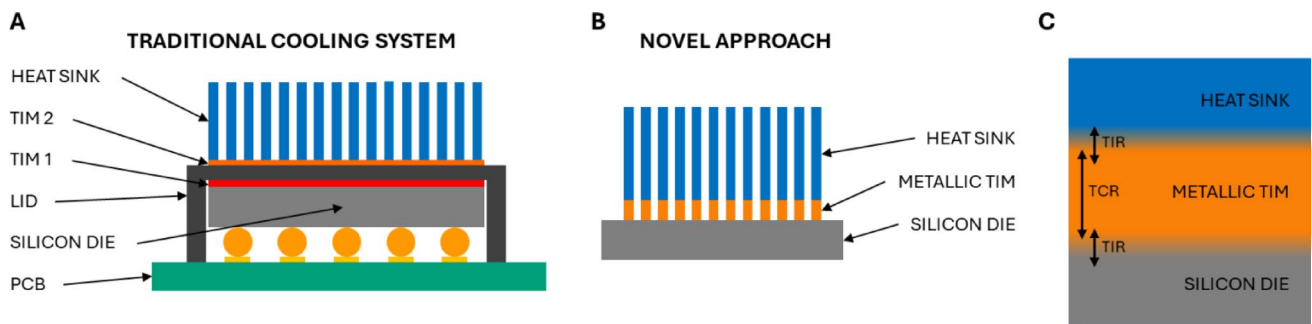 A
TRADITIONAL COOLING SYSTEM
HEAT SINK
TIM 2
TIM 1
LID
SILICON DIE
PCB
B
NOVEL APPROACH
HEAT SINK
METALLIC TIM
SILICON DIE
C
HEAT SINK
TIR
TCR
METALLIC TIM
TIR
SILICON DIE